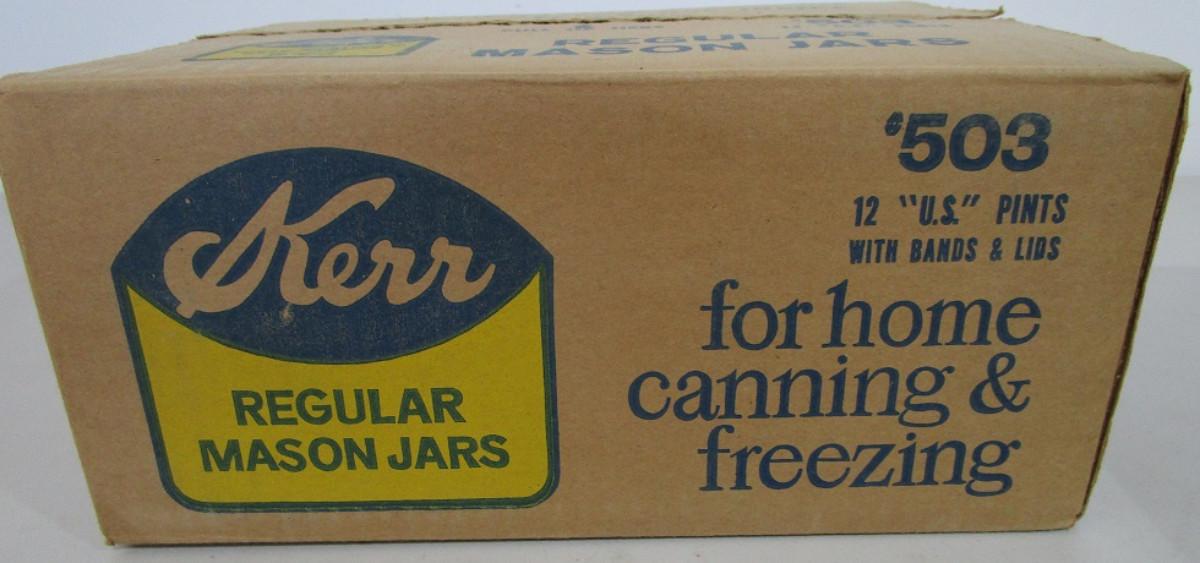 REGULAR
MASON JARS
Kerr
REGULAR
MASON JARS
#503
12 "U.S." PINTS
WITH BANDS & LIDS
for home
canning &
freezing